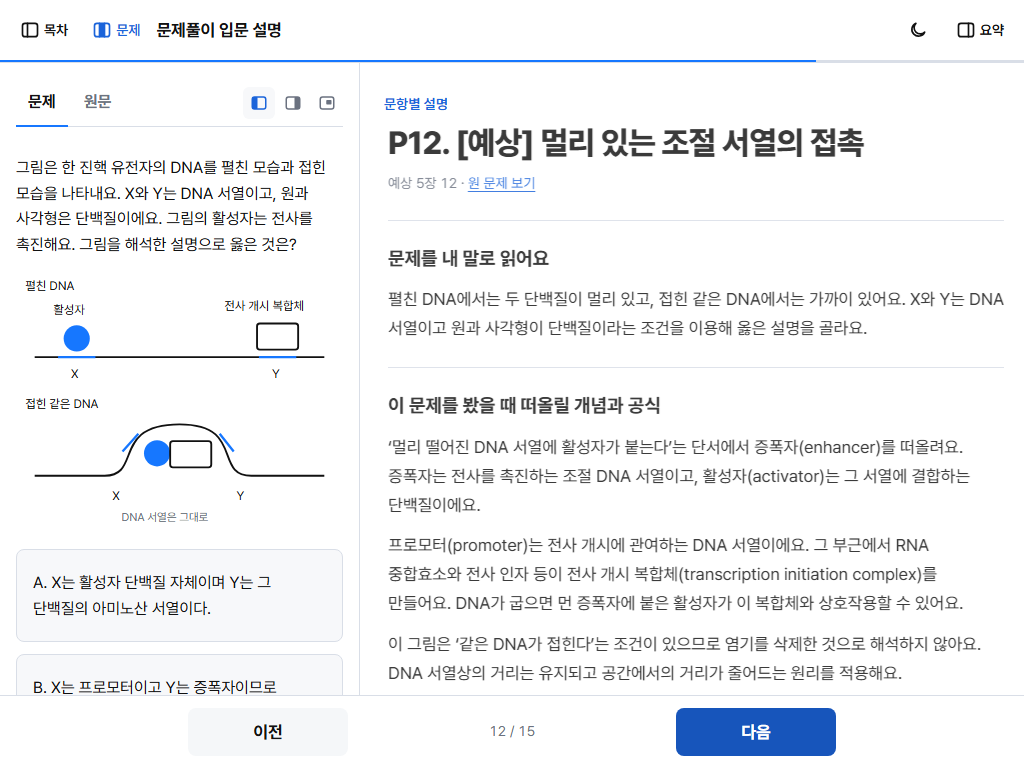 목차
문제
문제풀이 입문 설명
요약
문제
원문
그림은 한 진핵 유전자의 DNA를 펼친 모습과 접힌
모습을 나타내요. X와 Y는 DNA 서열이고, 원과
사각형은 단백질이에요. 그림의 활성자는 전사를
촉진해요. 그림을 해석한 설명으로 옳은 것은?
펼친 DNA
활성자
전사 개시 복합체
X
Y
접힌 같은 DNA
X
Y
DNA 서열은 그대로
A. X는 활성자 단백질 자체이며 Y는 그
단백질의 아미노산 서열이다.
B. X는 프로모터이고 Y는 증폭자이므로
문항별 설명
P12. [예상] 멀리 있는 조절 서열의 접촉
예상 5장 12 · 원 문제 보기
문제를 내 말로 읽어요
펼친 DNA에서는 두 단백질이 멀리 있고, 접힌 같은 DNA에서는 가까이 있어요. X와 Y는 DNA
서열이고 원과 사각형이 단백질이라는 조건을 이용해 옳은 설명을 골라요.
이 문제를 봤을 때 떠올릴 개념과 공식
‘멀리 떨어진 DNA 서열에 활성자가 붙는다’는 단서에서 증폭자(enhancer)를 떠올려요.
증폭자는 전사를 촉진하는 조절 DNA 서열이고, 활성자(activator)는 그 서열에 결합하는
단백질이에요.
프로모터(promoter)는 전사 개시에 관여하는 DNA 서열이에요. 그 부근에서 RNA
중합효소와 전사 인자 등이 전사 개시 복합체(transcription initiation complex)를
만들어요. DNA가 굽으면 먼 증폭자에 붙은 활성자가 이 복합체와 상호작용할 수 있어요.
이 그림은 ‘같은 DNA가 접힌다’는 조건이 있으므로 염기를 삭제한 것으로 해석하지 않아요.
DNA 서열상의 거리는 유지되고 공간에서의 거리가 줄어드는 원리를 적용해요.
이전
12 / 15
다음